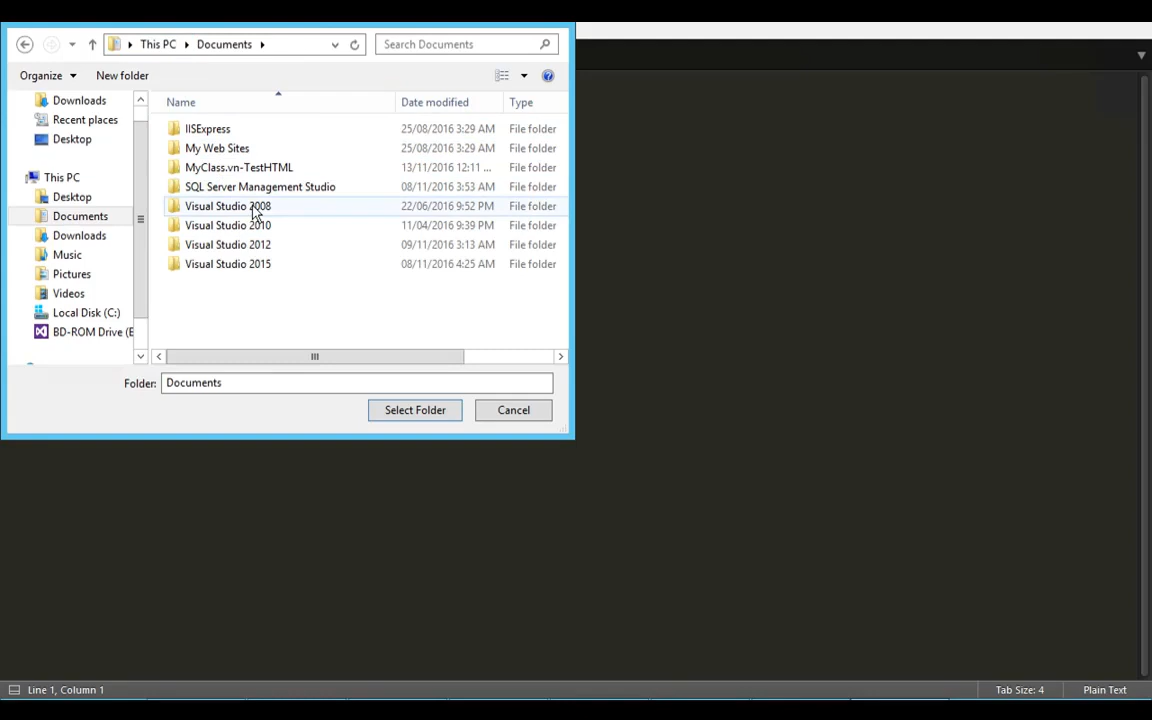 This PC Documents Search Documents
Organize New folder
Downloads
Recent places
Desktop
This PC
Desktop
Documents
Downloads
Music
Pictures
Videos
Local Disk (C:)
BD-ROM Drive (E
Name Date modified Type
IISExpress 25/08/2016 3:29 AM File folder
My Web Sites 25/08/2016 3:29 AM File folder
MyClass.vn-TestHTML 13/11/2016 12:11 ... File folder
SQL Server Management Studio 08/11/2016 3:53 AM File folder
Visual Studio 2008 22/06/2016 9:52 PM File folder
Visual Studio 2010 11/04/2016 9:39 PM File folder
Visual Studio 2012 09/11/2016 3:13 AM File folder
Visual Studio 2015 08/11/2016 4:25 AM File folder
Folder: Documents
Select Folder Cancel
Line 1, Column 1 Tab Size: 4 Plain Text